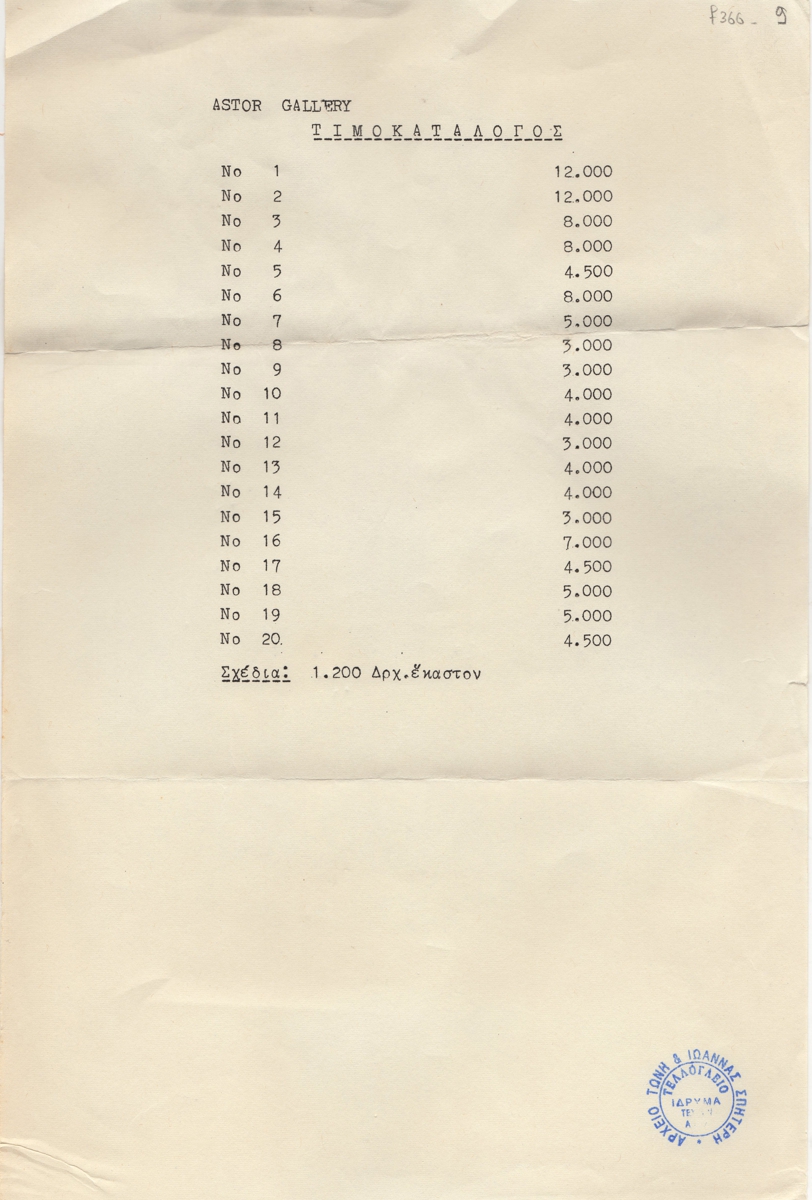 f366 - 9
ASTOR GALLERY
ΤΙΜΟΚΑΤΑΛΟΓΟΣ
No 1 12.000
No 2 12.000
No 3 8.000
No 4 8.000
No 5 4.500
No 6 8.000
No 7 5.000
No 8 3.000
No 9 3.000
No 10 4.000
No 11 4.000
No 12 3.000
No 13 4.000
No 14 4.000
No 15 3.000
No 16 7.000
No 17 4.500
No 18 5.000
No 19 5.000
No 20. 4.500
Σχέδια: 1.200 Δρχ.ἕκαστον
ΑΡΧΕΙΟ ΤΩΝΗ & ΙΩΑΝΝΑΣ ΣΠΗΤΕΡΗ
ΤΕΛΛΟΓΛΕΙΟ
ΙΔΡΥΜΑ